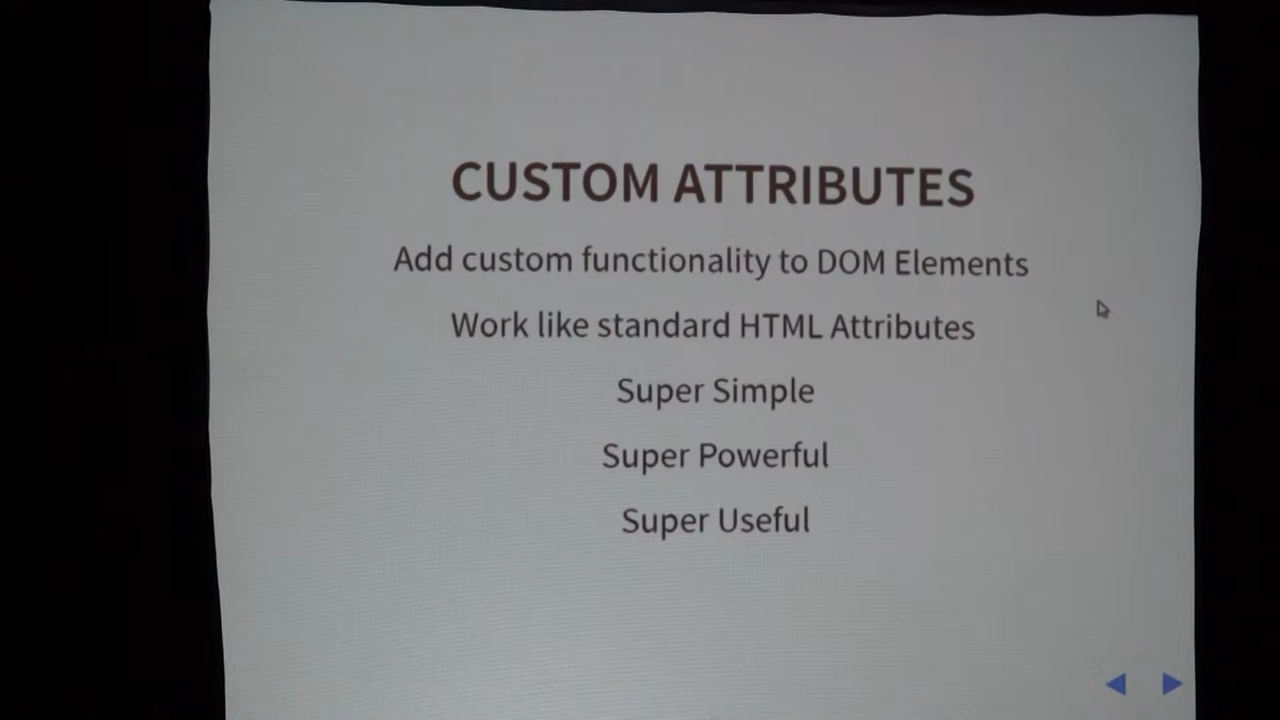 CUSTOM ATTRIBUTES
Add custom functionality to DOM Elements
Work like standard HTML Attributes
Super Simple
Super Powerful
Super Useful